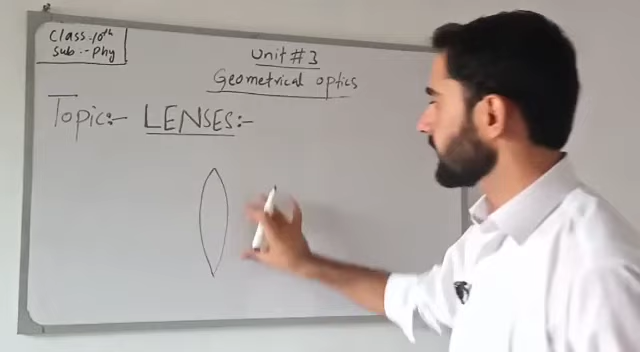 Class:10th
Sub:-Phy
Unit#3
Geometrical optics
Topic:- LENSES:-